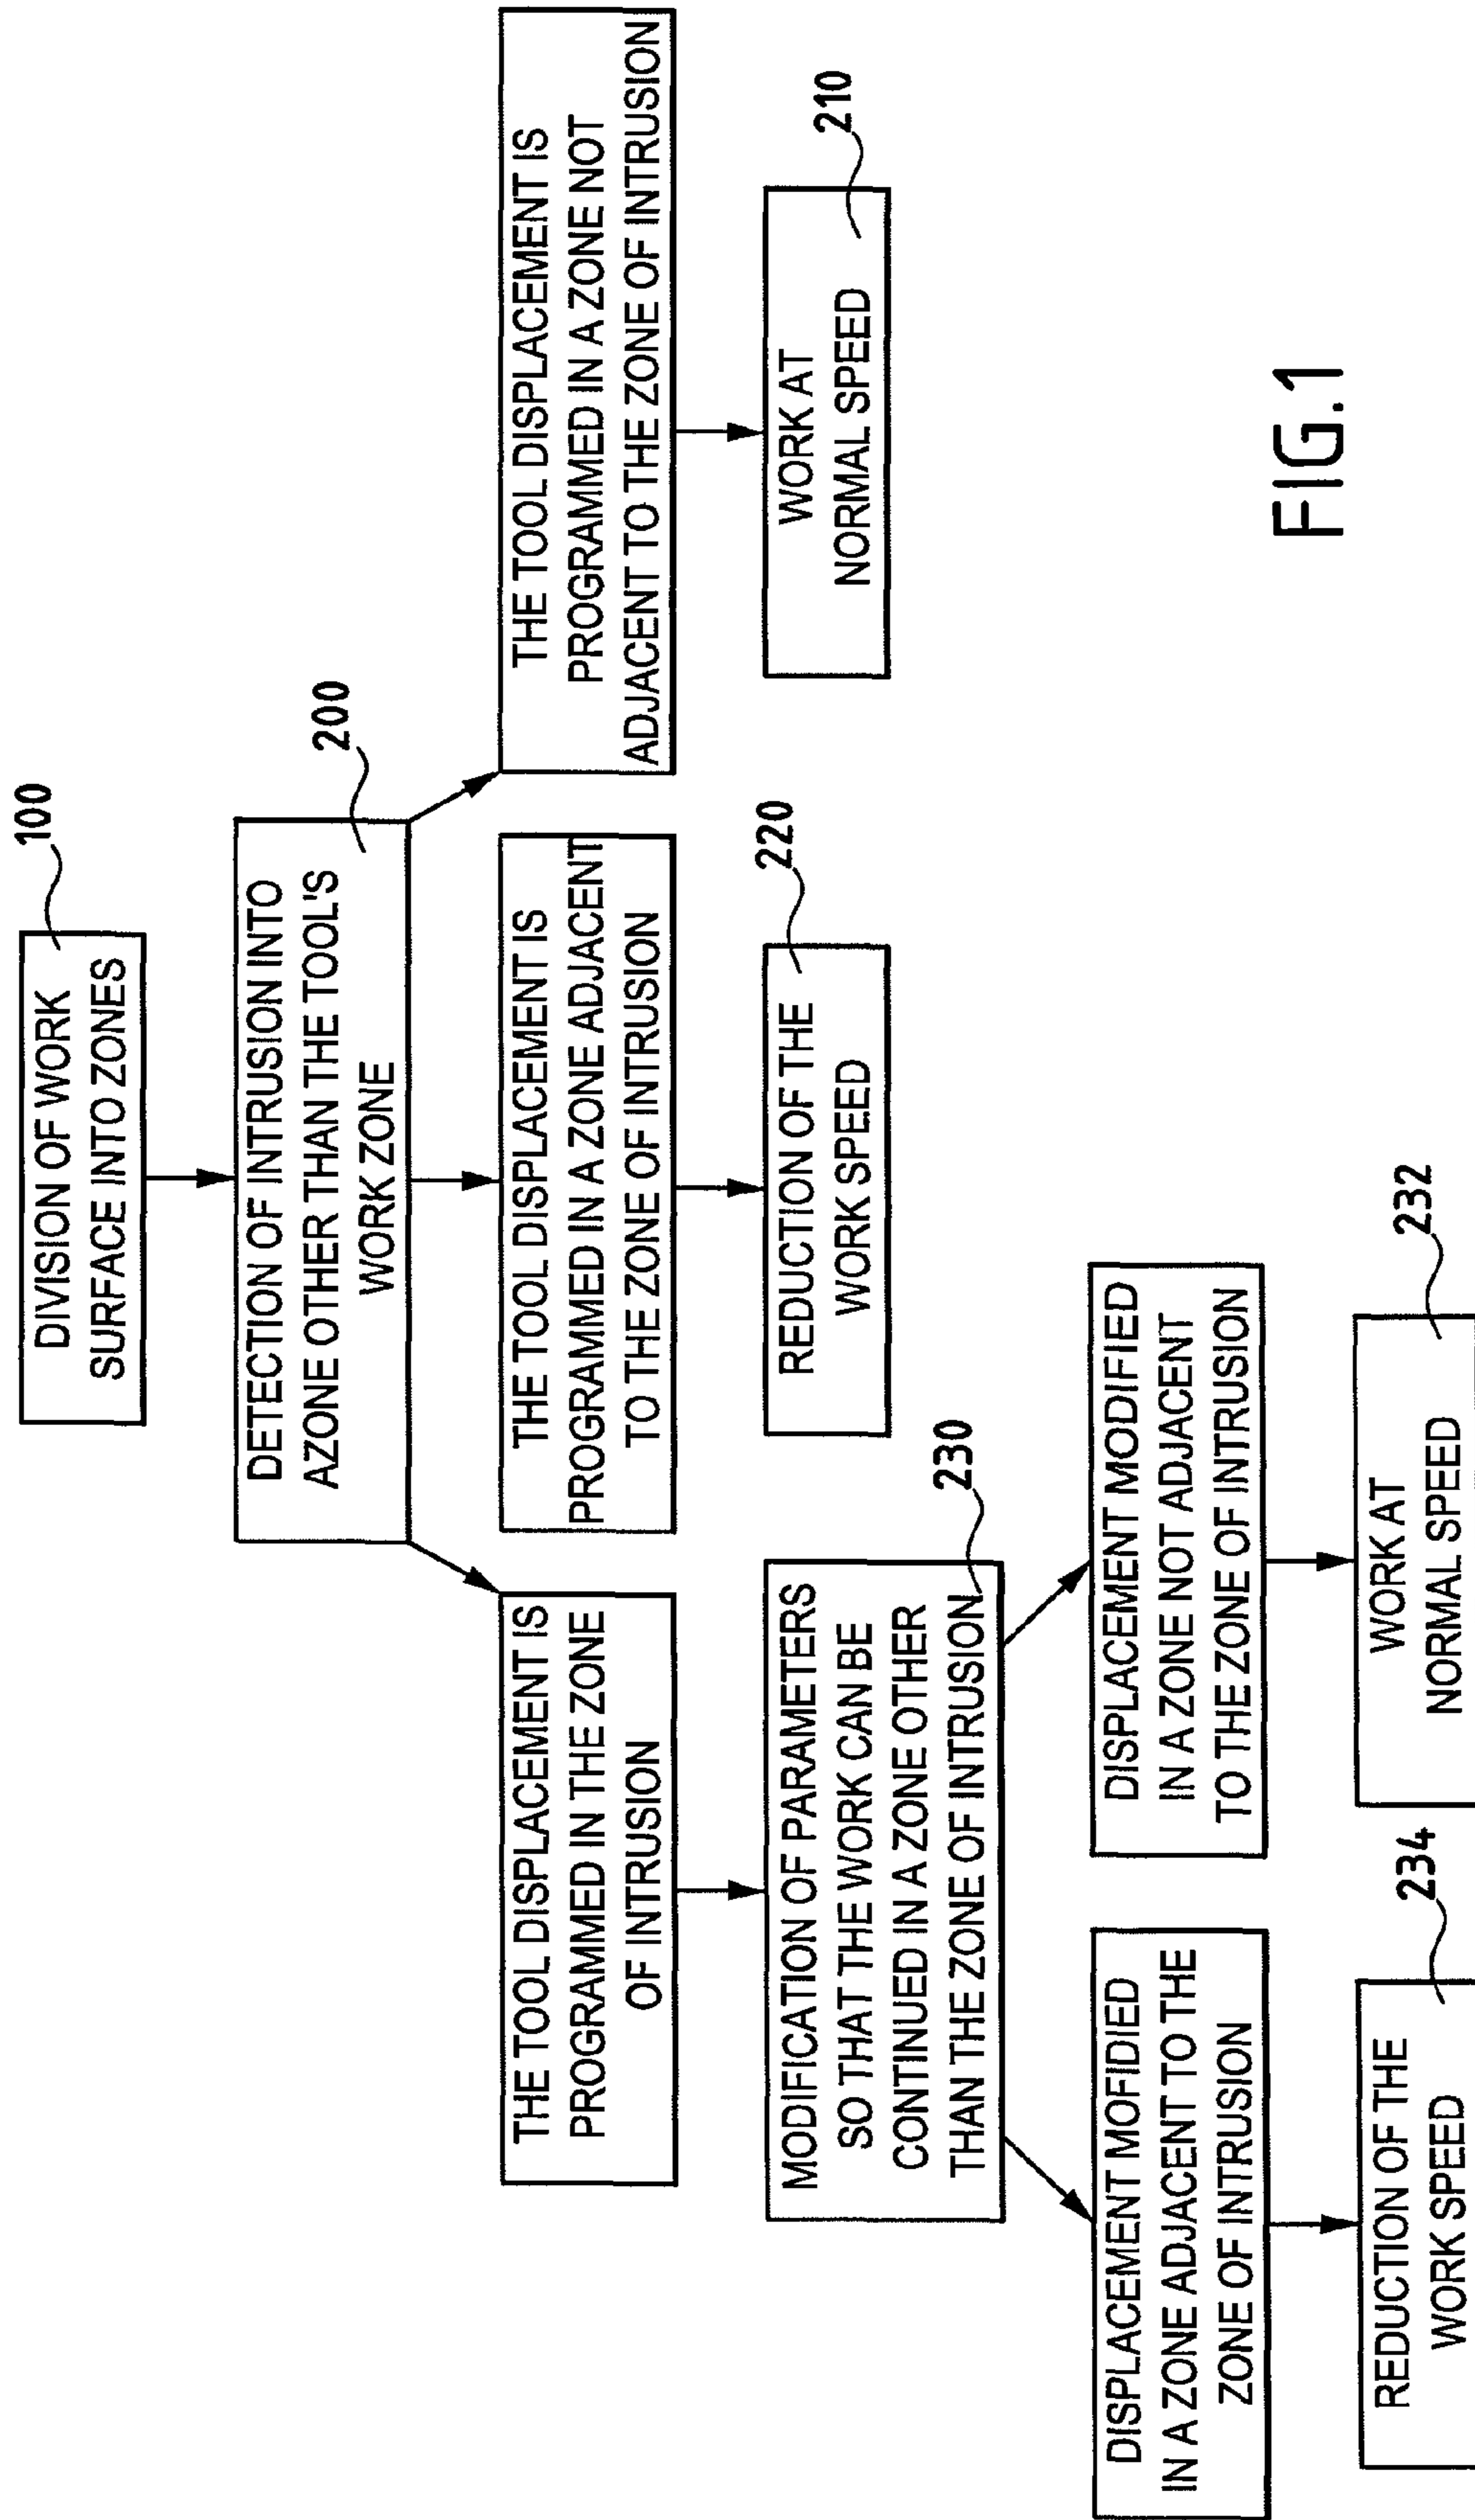 100
DIVISION OF WORK
SURFACE INTO ZONES
200
DETECTION OF INTRUSION INTO
AZONE OTHER THAN THE TOOL'S
WORK ZONE
THE TOOL DISPLACEMENT IS
PROGRAMMED IN THE ZONE
OF INTRUSION
THE TOOL DISPLACEMENT IS
PROGRAMMED IN A ZONE ADJACENT
TO THE ZONE OF INTRUSION
THE TOOL DISPLACEMENT IS
PROGRAMMED IN A ZONE NOT
ADJACENT TO THE ZONE OF INTRUSION
230
MODIFICATION OF PARAMETERS
SO THAT THE WORK CAN BE
CONTINUED IN A ZONE OTHER
THAN THE ZONE OF INTRUSION
220
REDUCTION OF THE
WORK SPEED
210
WORK AT
NORMAL SPEED
DISPLACEMENT MOFIDIED
IN A ZONE ADJACENT TO THE
ZONE OF INTRUSION
DISPLACEMENT MODIFIED
IN A ZONE NOT ADJACENT
TO THE ZONE OF INTRUSION
234
REDUCTION OF THE
WORK SPEED
232
WORK AT
NORMAL SPEED
FIG.1